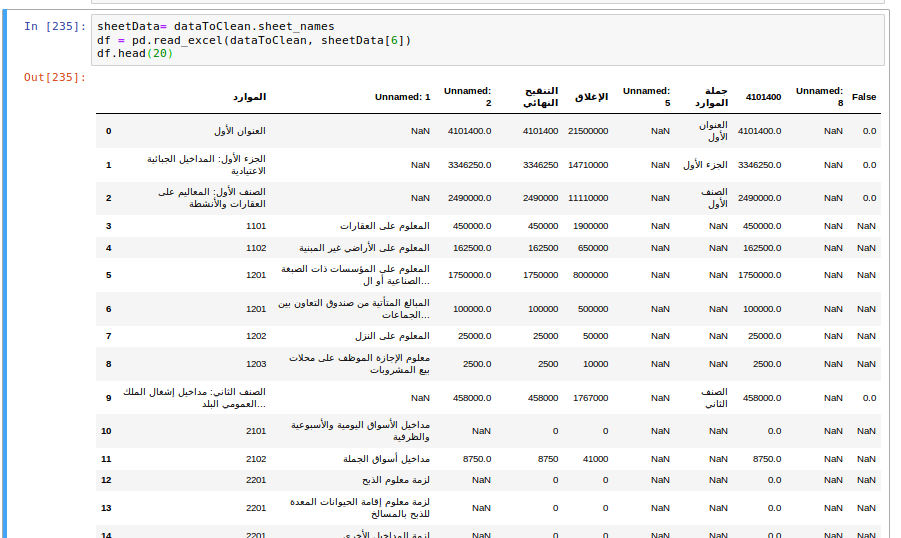 In [235]:
sheetData= dataToClean.sheet_names
df = pd.read_excel(dataToClean, sheetData[6])
df.head(20)
Out[235]:
الموارد Unnamed: 1 Unnamed: 2 التنقيح النهائي الإغلاق Unnamed: 5 جملة الموارد 4101400 Unnamed: 8 False
0 العنوان الأول NaN 4101400.0 4101400 21500000 NaN العنوان الأول 4101400.0 NaN 0.0
1 الجزء الأول: المداخيل الجبائية الاعتيادية NaN 3346250.0 3346250 14710000 NaN الجزء الأول 3346250.0 NaN 0.0
2 الصنف الأول: المعاليم على العقارات والأنشطة NaN 2490000.0 2490000 11110000 NaN الصنف الأول 2490000.0 NaN 0.0
3 1101 المعلوم على العقارات 450000.0 450000 1900000 NaN NaN 450000.0 NaN NaN
4 1102 المعلوم على الأراضي غير المبنية 162500.0 162500 650000 NaN NaN 162500.0 NaN NaN
5 1201 المعلوم على المؤسسات ذات الصبغة الصناعية أو ال... 1750000.0 1750000 8000000 NaN NaN 1750000.0 NaN NaN
6 1201 المبالغ المتأتية من صندوق التعاون بين الجماعات... 100000.0 100000 500000 NaN NaN 100000.0 NaN NaN
7 1202 المعلوم على النزل 25000.0 25000 50000 NaN NaN 25000.0 NaN NaN
8 1203 معلوم الإجازة الموظف على محلات بيع المشروبات 2500.0 2500 10000 NaN NaN 2500.0 NaN NaN
9 الصنف الثاني: مداخيل إشغال الملك العمومي البلد... NaN 458000.0 458000 1767000 NaN الصنف الثاني 458000.0 NaN 0.0
10 2101 مداخيل الأسواق اليومية والأسبوعية والظرفية NaN 0 0 NaN NaN 0.0 NaN NaN
11 2102 مداخيل أسواق الجملة 8750.0 8750 41000 NaN NaN 8750.0 NaN NaN
12 2201 لزمة معلوم الذبح NaN 0 0 NaN NaN 0.0 NaN NaN
13 2201 لزمة معلوم إقامة الحيوانات المعدة للذبح بالمسالخ NaN 0 0 NaN NaN 0.0 NaN NaN
14 2201 لزمة المداخيل الأخرى NaN 0 0 NaN NaN 0.0 NaN NaN